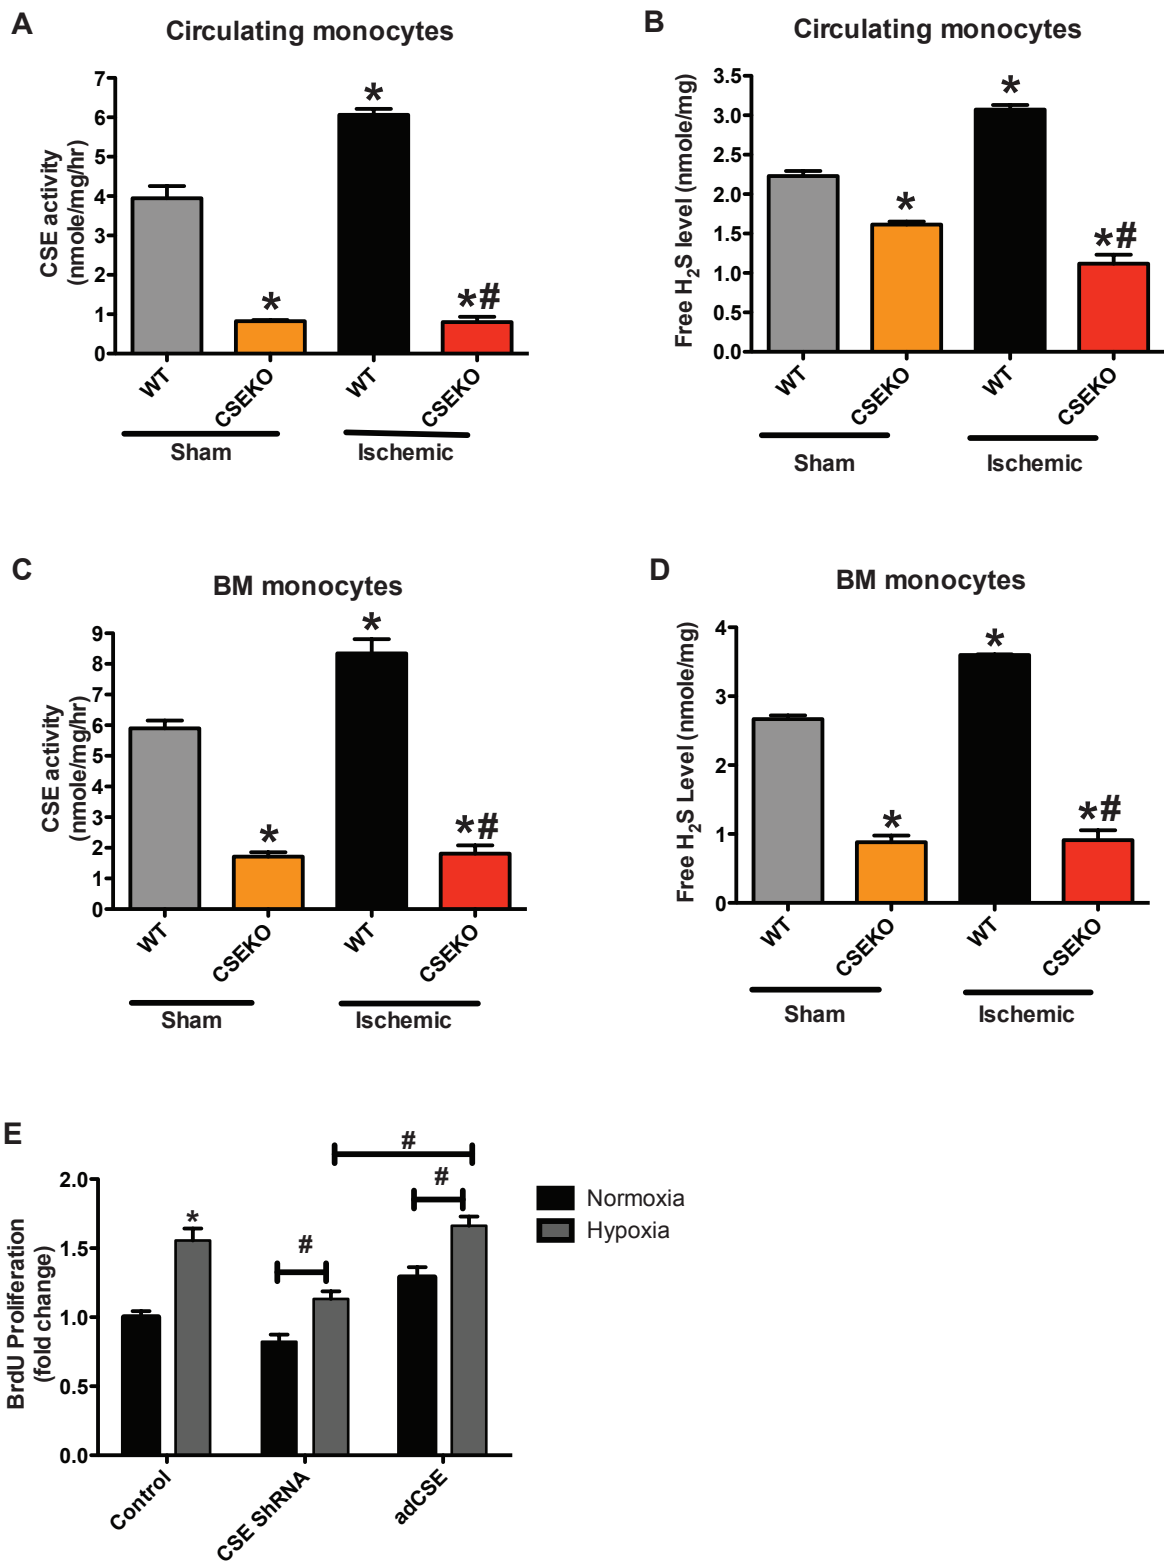 A
Circulating monocytes
CSE activity
(nmole/mg/hr)
7
6
5
4
3
2
1
0
*
*
*
*#
WT
CSEKO
WT
CSEKO
Sham
Ischemic
B
Circulating monocytes
Free H₂S level (nmole/mg)
3.5
3.0
2.5
2.0
1.5
1.0
0.5
0.0
*
*
*#
WT
CSEKO
WT
CSEKO
Sham
Ischemic
C
BM monocytes
CSE activity
(nmole/mg/hr)
9
8
7
6
5
4
3
2
1
0
*
*
*#
WT
CSEKO
WT
CSEKO
Sham
Ischemic
D
BM monocytes
Free H₂S Level (nmole/mg)
4
3
2
1
0
*
*
*#
WT
CSEKO
WT
CSEKO
Sham
Ischemic
E
BrdU Proliferation
(fold change)
2.0
1.5
1.0
0.5
0.0
*
#
#
#
Control
CSE ShRNA
adCSE
Normoxia
Hypoxia